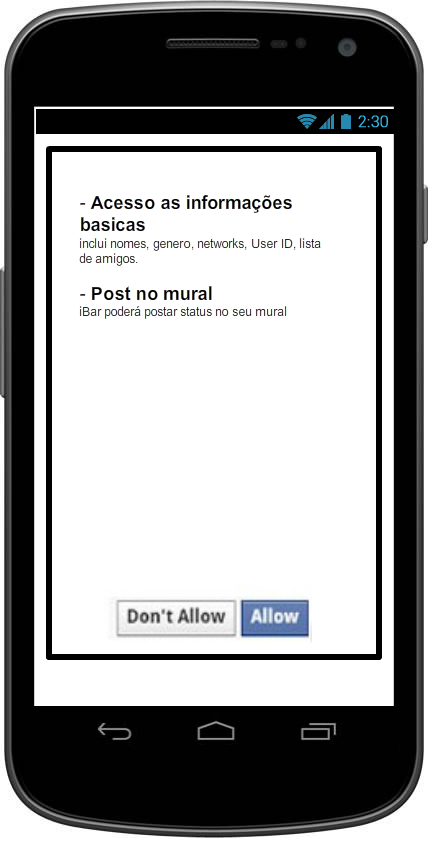 2:30
- Acesso as informações
basicas
inclui nomes, genero, networks, User ID, lista
de amigos.
- Post no mural
iBar poderá postar status no seu mural
Don't Allow Allow